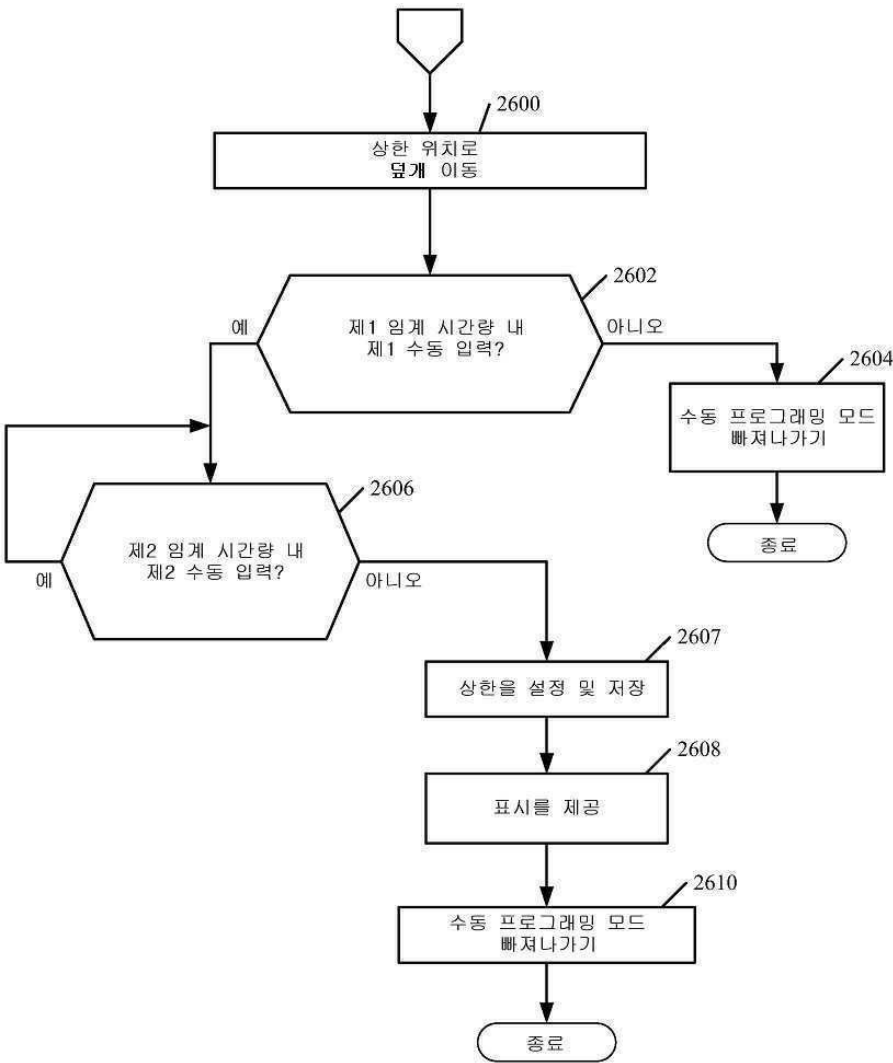 2600
상한 위치로
덮개 이동
2602
제1 임계 시간량 내
제1 수동 입력?
예
아니오
2604
수동 프로그래밍 모드
빠져나가기
종료
2606
제2 임계 시간량 내
제2 수동 입력?
예
아니오
2607
상한을 설정 및 저장
2608
표시를 제공
2610
수동 프로그래밍 모드
빠져나가기
종료